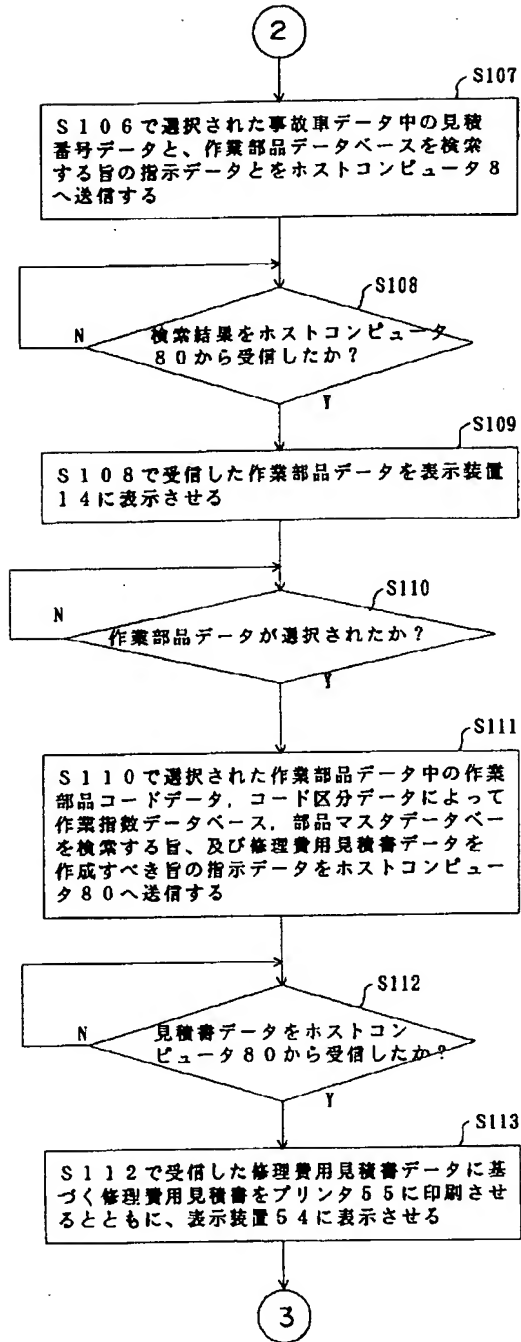 2
S107
S106で選択された事故車データ中の見積
番号データと、作業部品データベースを検索
する旨の指示データとをホストコンピュータ8
へ送信する
S108
検索結果をホストコンピュータ
80から受信したか?
N
Y
S109
S108で受信した作業部品データを表示装置
14に表示させる
S110
N
作業部品データが選択されたか?
Y
S111
S110で選択された作業部品データ中の作業
部品コードデータ,コード区分データによって
作業指数データベース,部品マスタデータベー
を検索する旨、及び修理費用見積書データを
作成すべき旨の指示データをホストコンピュー
タ80へ送信する
S112
N
見積書データをホストコン
ピュータ80から受信したか?
Y
S113
S112で受信した修理費用見積書データに基
づく修理費用見積書をプリンタ55に印刷させ
るとともに、表示装置54に表示させる
3